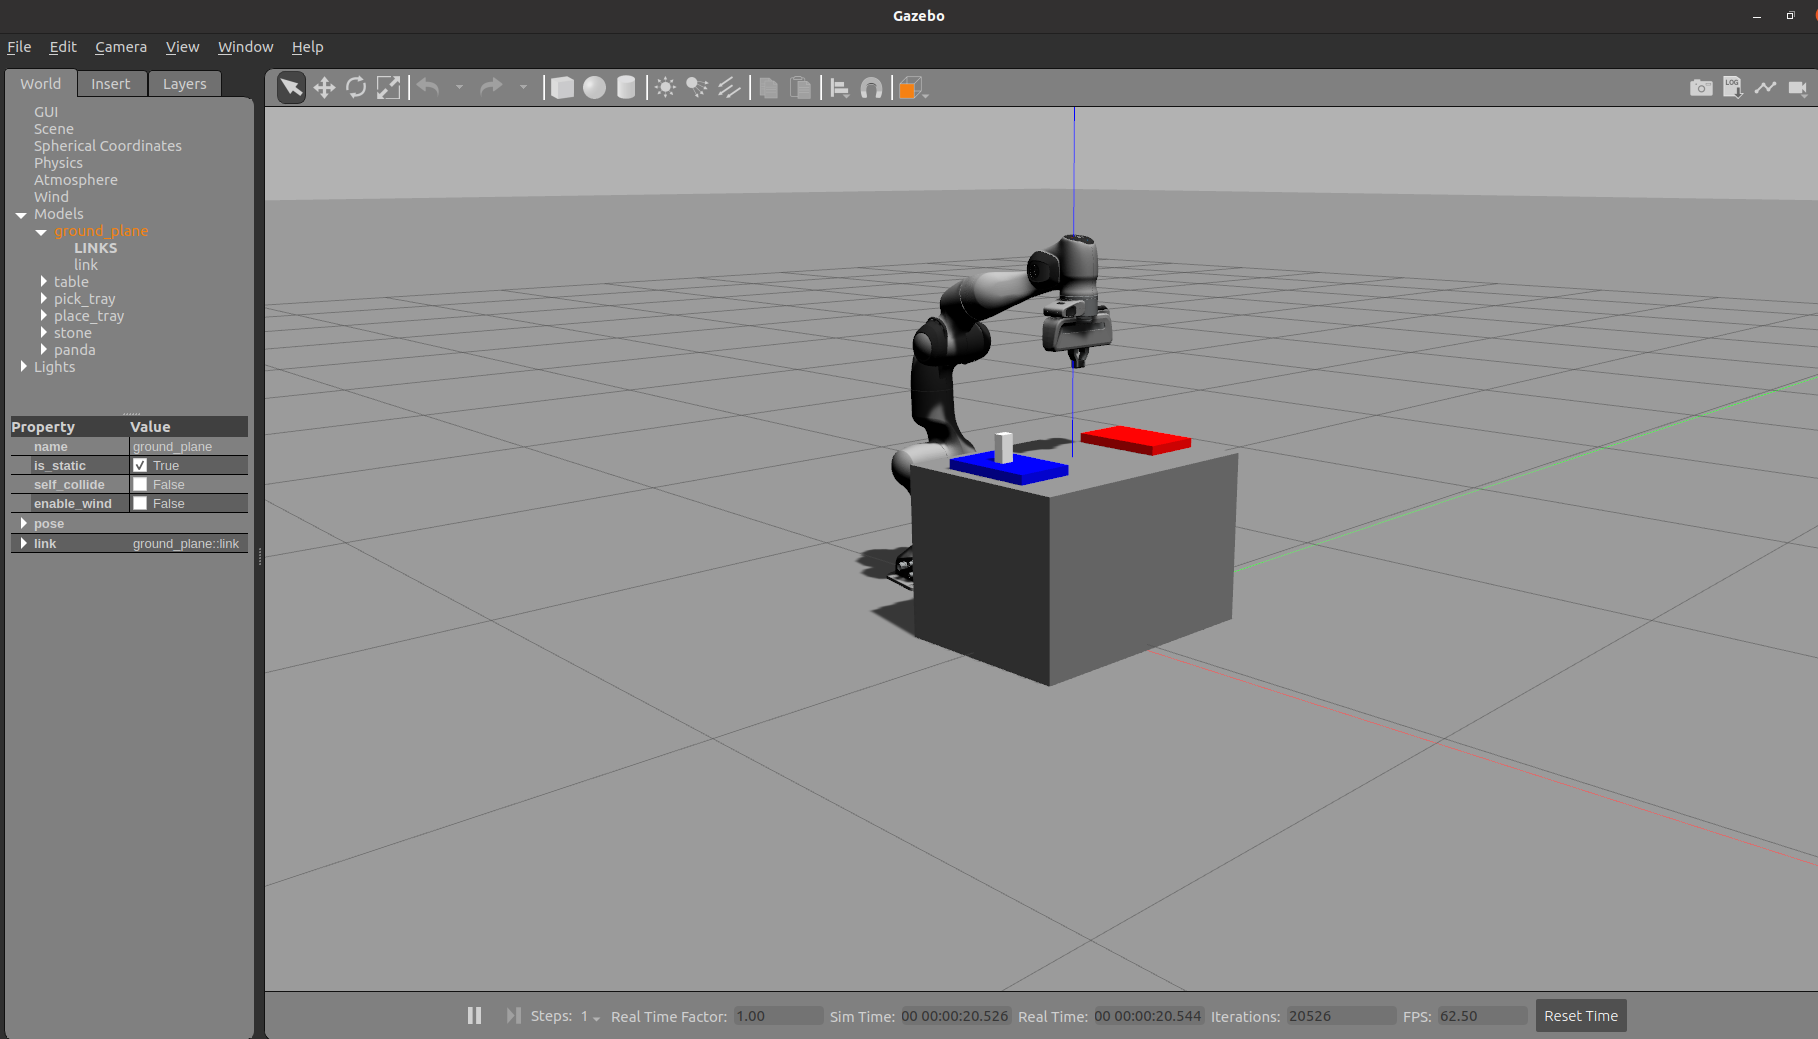 Gazebo
File Edit Camera View Window Help
World Insert Layers
LOG
GUI
Scene
Spherical Coordinates
Physics
Atmosphere
Wind
Models
ground_plane
LINKS
link
table
pick_tray
place_tray
stone
panda
Lights
Property Value
name ground_plane
is_static True
self_collide False
enable_wind False
pose
link ground_plane::link
Steps: 1 Real Time Factor: 1.00 Sim Time: 00 00:00:20.526 Real Time: 00 00:00:20.544 Iterations: 20526 FPS: 62.50 Reset Time